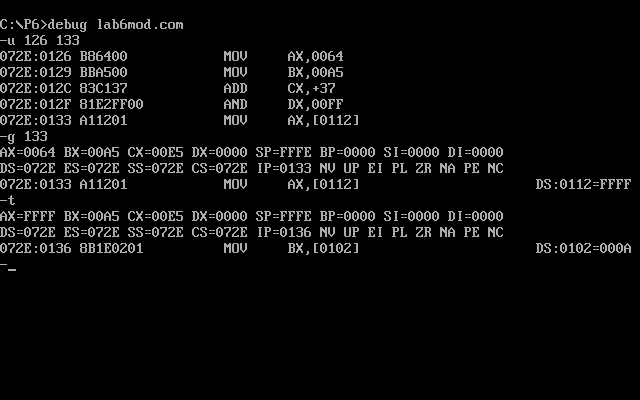 C:\P6>debug lab6mod.com
-u 126 133
072E:0126 B86400            MOV     AX,0064
072E:0129 BBA500            MOV     BX,00A5
072E:012C 83C137            ADD     CX,+37
072E:012F 81E2FF00          AND     DX,00FF
072E:0133 A11201            MOV     AX,[0112]
-g 133
AX=0064 BX=00A5 CX=00E5 DX=0000 SP=FFFE BP=0000 SI=0000 DI=0000
DS=072E ES=072E SS=072E CS=072E IP=0133 NV UP EI PL ZR NA PE NC
072E:0133 A11201            MOV     AX,[0112]                      DS:0112=FFFF
-t
AX=FFFF BX=00A5 CX=00E5 DX=0000 SP=FFFE BP=0000 SI=0000 DI=0000
DS=072E ES=072E SS=072E CS=072E IP=0136 NV UP EI PL ZR NA PE NC
072E:0136 8B1E0201          MOV     BX,[0102]                      DS:0102=000A
-_